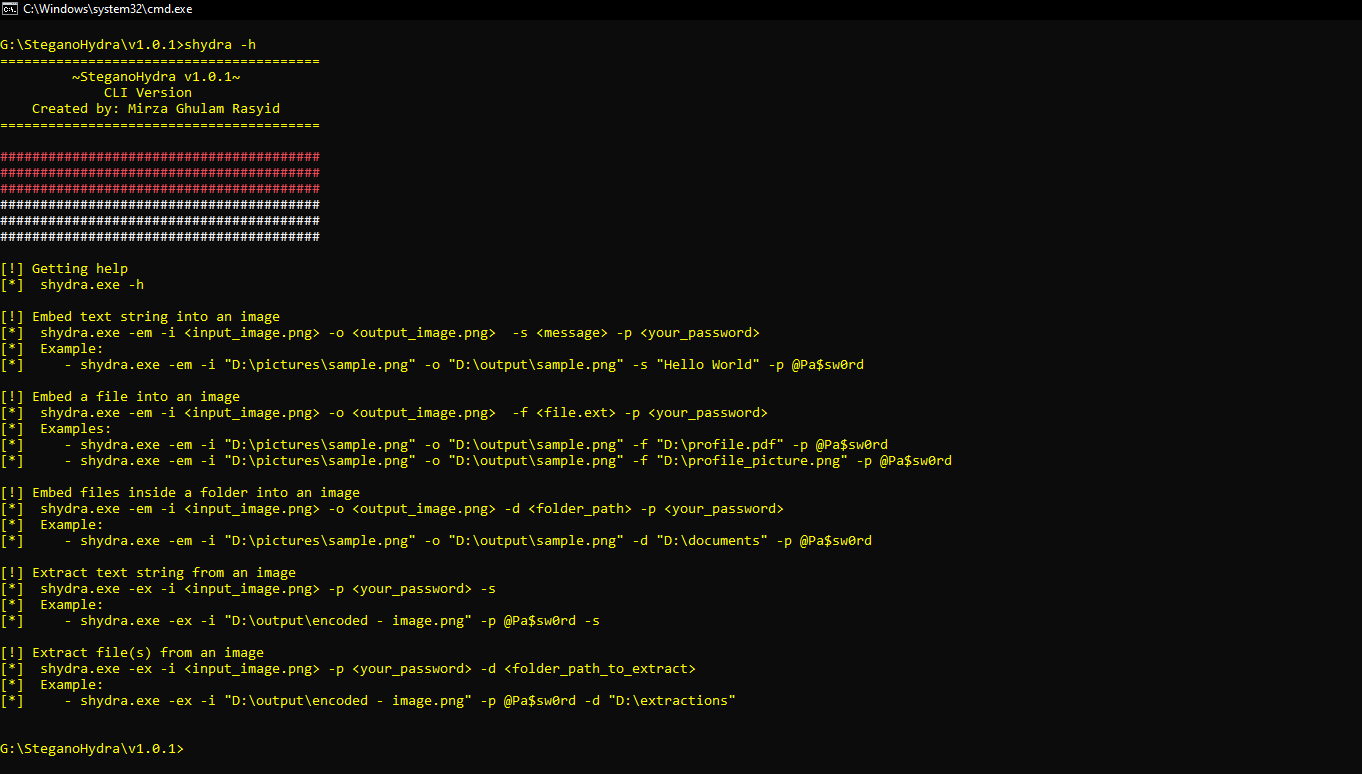 C:\Windows\system32\cmd.exe
G:\SteganoHydra\v1.0.1>shydra -h
========================================
~SteganoHydra v1.0.1~
CLI Version
Created by: Mirza Ghulam Rasyid
========================================
########################################
########################################
########################################
########################################
########################################
########################################
[!] Getting help
[*]  shydra.exe -h
[!] Embed text string into an image
[*]  shydra.exe -em -i <input_image.png> -o <output_image.png>  -s <message> -p <your_password>
[*]  Example:
[*]     - shydra.exe -em -i "D:\pictures\sample.png" -o "D:\output\sample.png" -s "Hello World" -p @Pa$sw0rd
[!] Embed a file into an image
[*]  shydra.exe -em -i <input_image.png> -o <output_image.png>  -f <file.ext> -p <your_password>
[*]  Examples:
[*]     - shydra.exe -em -i "D:\pictures\sample.png" -o "D:\output\sample.png" -f "D:\profile.pdf" -p @Pa$sw0rd
[*]     - shydra.exe -em -i "D:\pictures\sample.png" -o "D:\output\sample.png" -f "D:\profile_picture.png" -p @Pa$sw0rd
[!] Embed files inside a folder into an image
[*]  shydra.exe -em -i <input_image.png> -o <output_image.png> -d <folder_path> -p <your_password>
[*]  Example:
[*]     - shydra.exe -em -i "D:\pictures\sample.png" -o "D:\output\sample.png" -d "D:\documents" -p @Pa$sw0rd
[!] Extract text string from an image
[*]  shydra.exe -ex -i <input_image.png> -p <your_password> -s
[*]  Example:
[*]     - shydra.exe -ex -i "D:\output\encoded - image.png" -p @Pa$sw0rd -s
[!] Extract file(s) from an image
[*]  shydra.exe -ex -i <input_image.png> -p <your_password> -d <folder_path_to_extract>
[*]  Example:
[*]     - shydra.exe -ex -i "D:\output\encoded - image.png" -p @Pa$sw0rd -d "D:\extractions"
G:\SteganoHydra\v1.0.1>